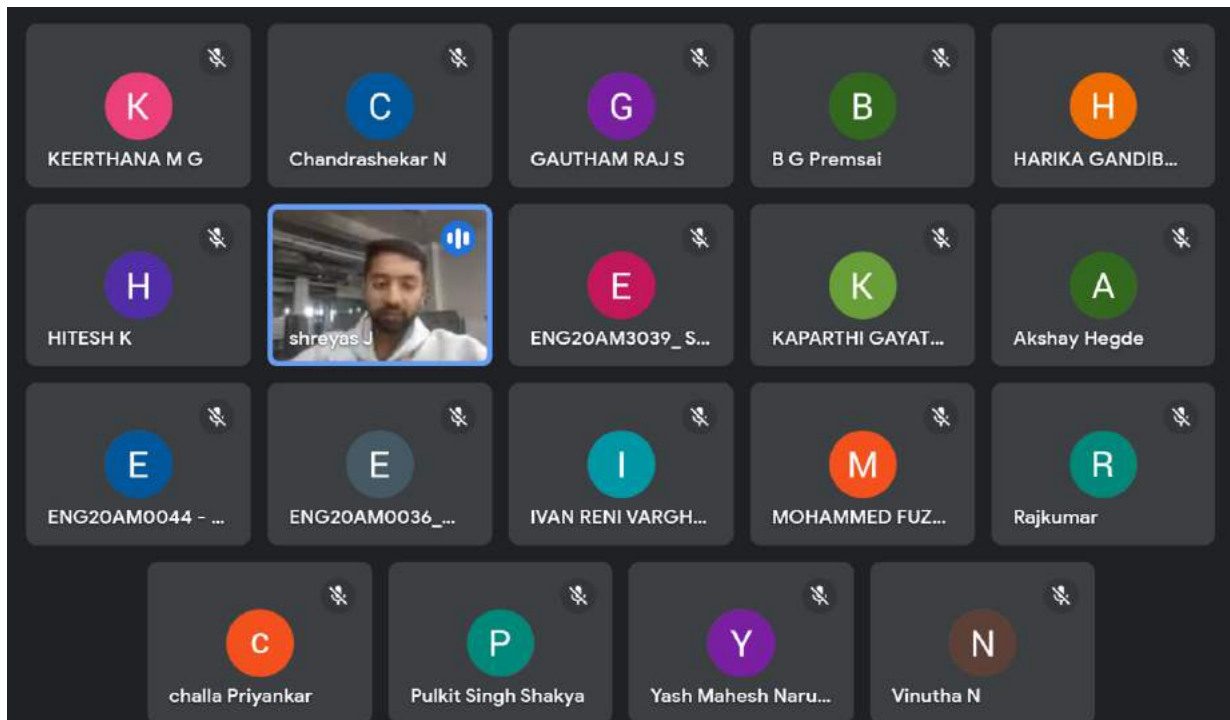 K
KEERTHANA M G
C
Chandrashekar N
G
GAUTHAM RAJ S
B
B G Premsai
H
HARIKA GANDIB...
H
HITESH K
shreyas J
E
ENG20AM3039_ S...
K
KAPARTHI GAYAT...
A
Akshay Hegde
E
ENG20AM0044 - ...
E
ENG20AM0036_...
I
IVAN RENI VARGH...
M
MOHAMMED FUZ...
R
Rajkumar
c
challa Priyankar
P
Pulkit Singh Shakya
Y
Yash Mahesh Naru...
N
Vinutha N